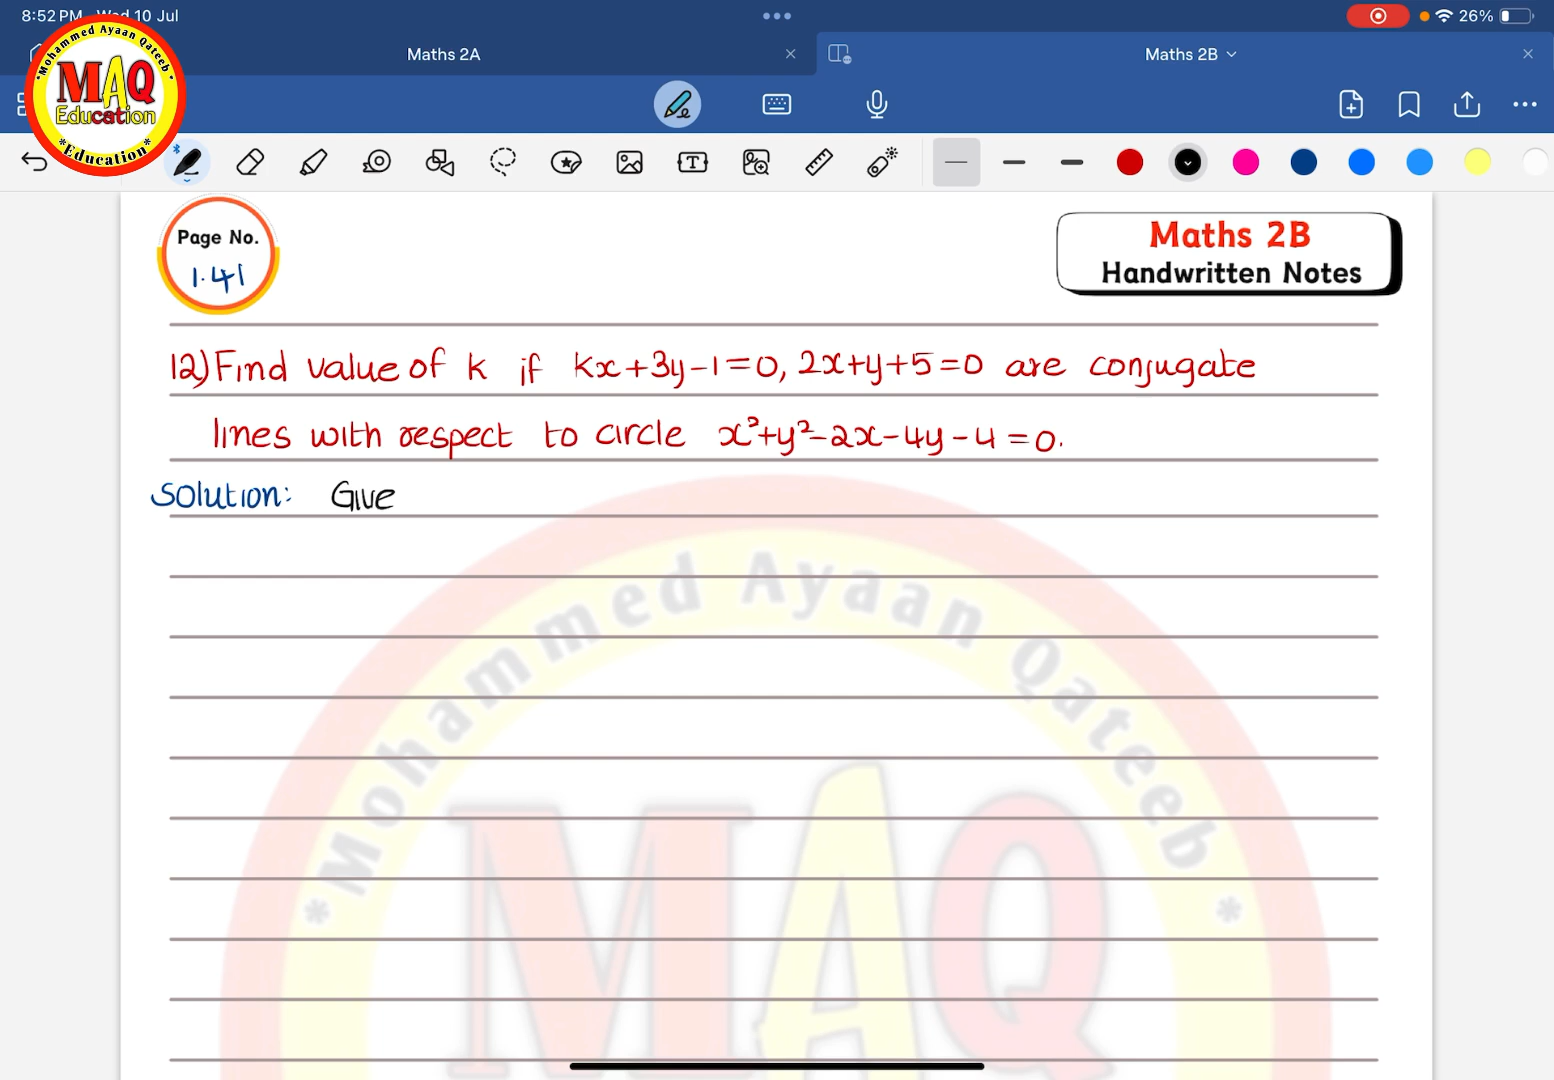 8:52 PM Wed 10 Jul
26%
Maths 2A
Maths 2B
Mohammed Ayaan Qateeb
MAQ
Education
*Education*
Page No.
1.41
Maths 2B
Handwritten Notes
12) Find value of k if kx+3y-1=0, 2x+y+5=0 are conjugate
lines with respect to circle x²+y²-2x-4y-4=0.
Solution: Give
*Mohammed Ayaan Qateeb*
MAQ